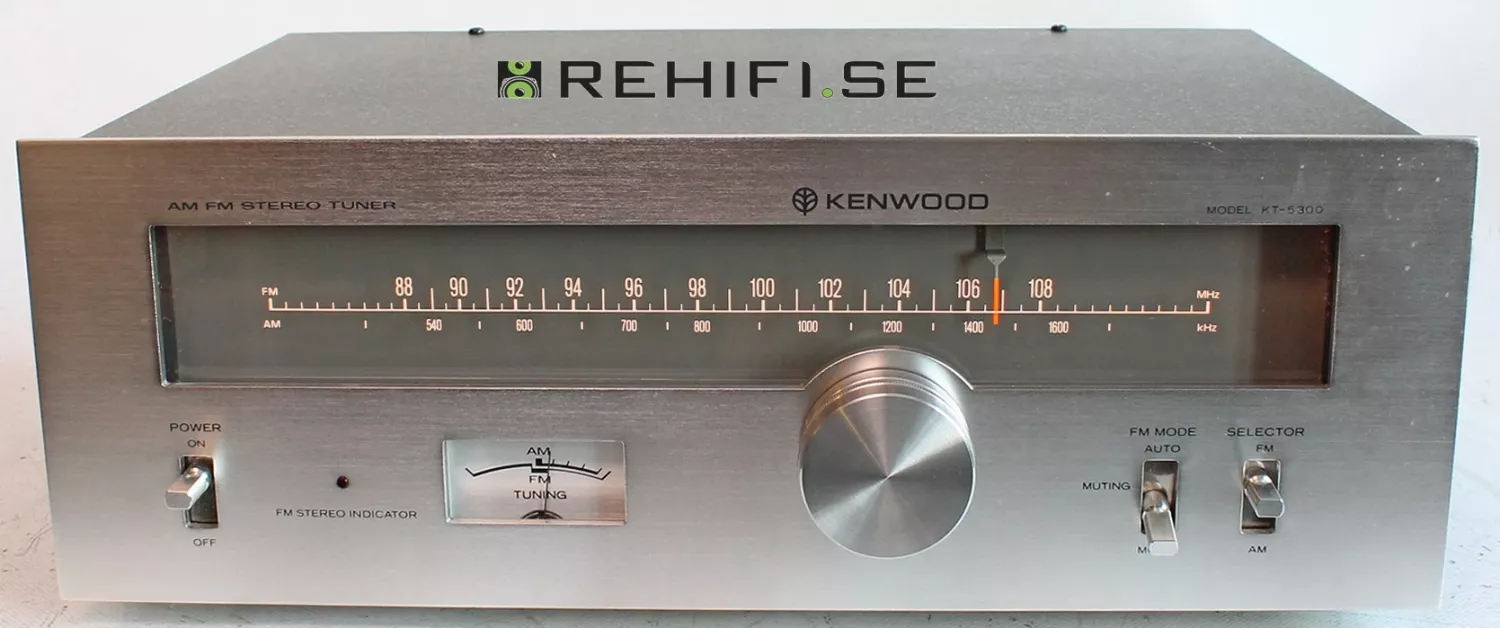 REHIFI.SE
AM FM STEREO TUNER
KENWOOD
MODEL KT-5300
FM 88 90 92 94 96 98 100 102 104 106 108 MHz
AM 540 600 700 800 1000 1200 1400 1600 kHz
POWER
ON
OFF
FM STEREO INDICATOR
AM
FM
TUNING
FM MODE
AUTO
MUTING
SELECTOR
FM
AM